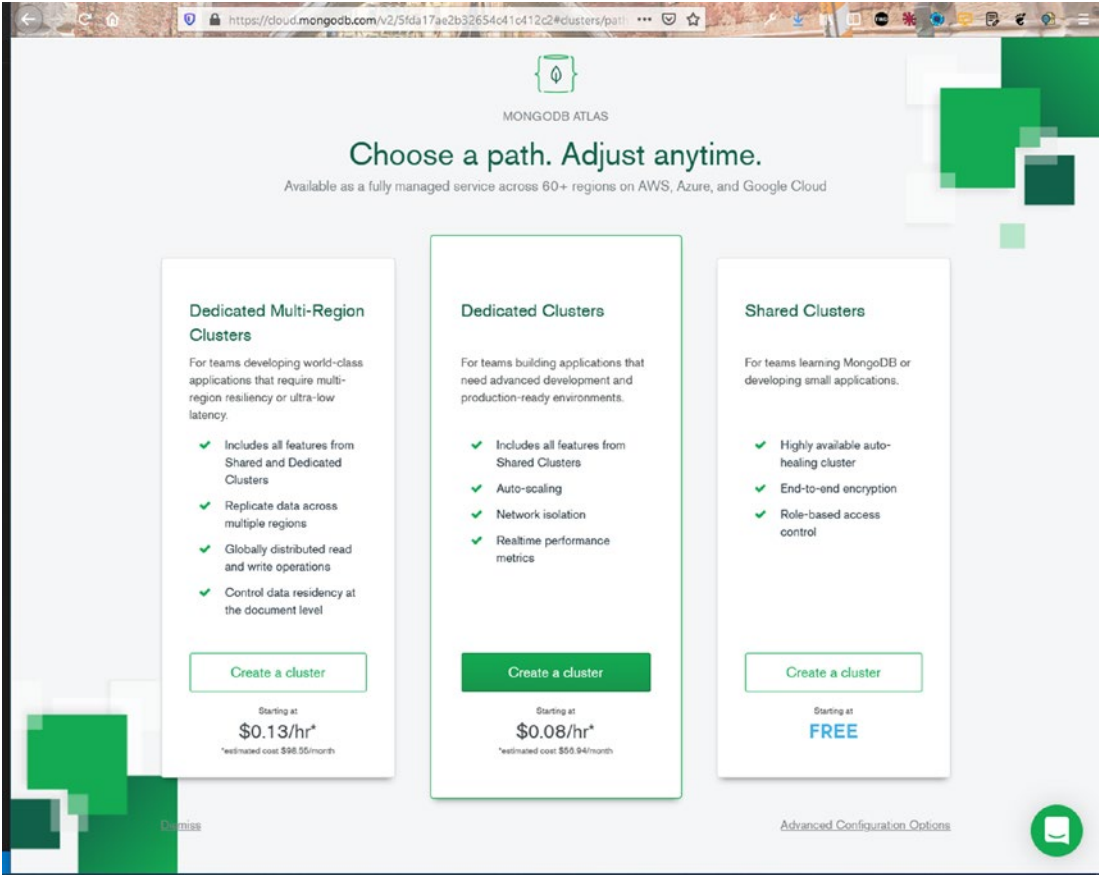 https://cloud.mongodb.com/v2/5fda17ae2b32654c41c412c2#clusters/path
MONGODB ATLAS
Choose a path. Adjust anytime.
Available as a fully managed service across 60+ regions on AWS, Azure, and Google Cloud
Dedicated Multi-Region
Clusters
For teams developing world-class
applications that require multi-
region resiliency or ultra-low
latency.
Includes all features from
Shared and Dedicated
Clusters
Replicate data across
multiple regions
Globally distributed read
and write operations
Control data residency at
the document level
Create a cluster
Starting at
$0.13/hr*
*estimated cost $98.55/month
Dedicated Clusters
For teams building applications that
need advanced development and
production-ready environments.
Includes all features from
Shared Clusters
Auto-scaling
Network isolation
Realtime performance
metrics
Create a cluster
Starting at
$0.08/hr*
*estimated cost $56.94/month
Shared Clusters
For teams learning MongoDB or
developing small applications.
Highly available auto-
healing cluster
End-to-end encryption
Role-based access
control
Create a cluster
Starting at
FREE
Dismiss
Advanced Configuration Options